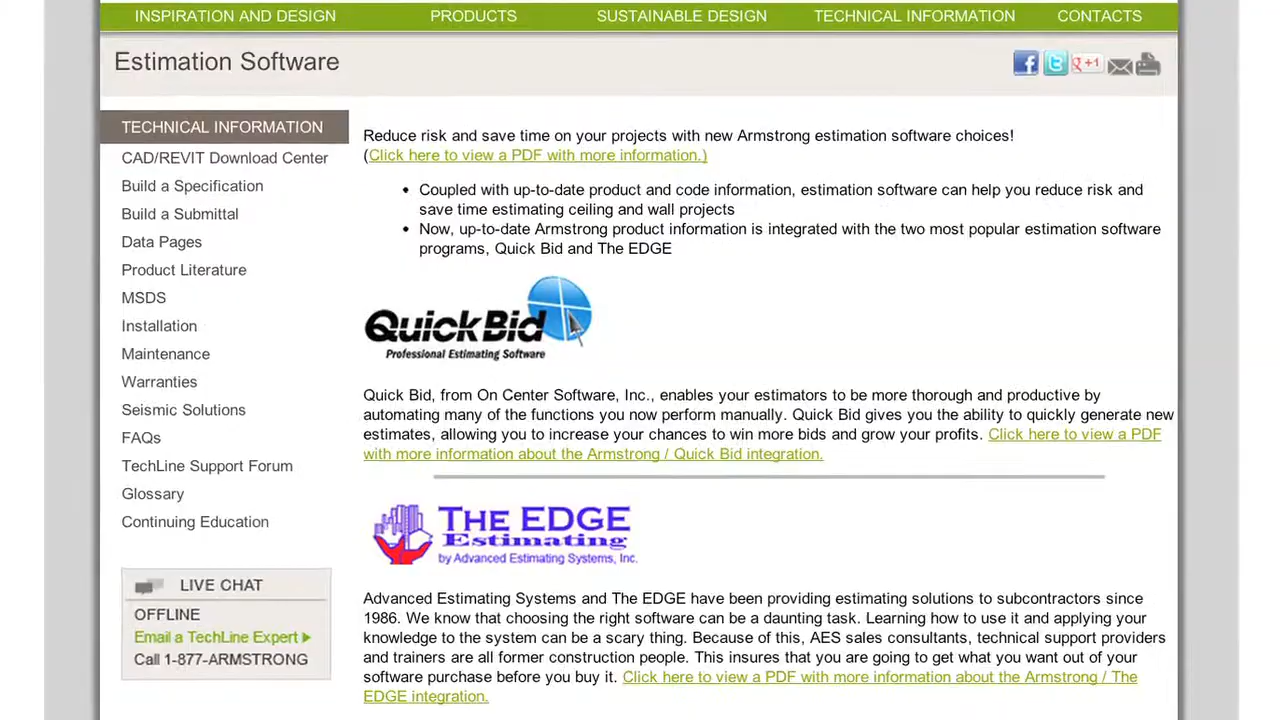 INSPIRATION AND DESIGN PRODUCTS SUSTAINABLE DESIGN TECHNICAL INFORMATION CONTACTS
Estimation Software
f t g +1
TECHNICAL INFORMATION
CAD/REVIT Download Center
Build a Specification
Build a Submittal
Data Pages
Product Literature
MSDS
Installation
Maintenance
Warranties
Seismic Solutions
FAQs
TechLine Support Forum
Glossary
Continuing Education
LIVE CHAT
OFFLINE
Email a TechLine Expert
Call 1-877-ARMSTRONG
Reduce risk and save time on your projects with new Armstrong estimation software choices!
(Click here to view a PDF with more information.)
• Coupled with up-to-date product and code information, estimation software can help you reduce risk and
save time estimating ceiling and wall projects
• Now, up-to-date Armstrong product information is integrated with the two most popular estimation software
programs, Quick Bid and The EDGE
QuickBid
Professional Estimating Software
Quick Bid, from On Center Software, Inc., enables your estimators to be more thorough and productive by
automating many of the functions you now perform manually. Quick Bid gives you the ability to quickly generate new
estimates, allowing you to increase your chances to win more bids and grow your profits. Click here to view a PDF
with more information about the Armstrong / Quick Bid integration.
THE EDGE
Estimating
by Advanced Estimating Systems, Inc.
Advanced Estimating Systems and The EDGE have been providing estimating solutions to subcontractors since
1986. We know that choosing the right software can be a daunting task. Learning how to use it and applying your
knowledge to the system can be a scary thing. Because of this, AES sales consultants, technical support providers
and trainers are all former construction people. This insures that you are going to get what you want out of your
software purchase before you buy it. Click here to view a PDF with more information about the Armstrong / The
EDGE integration.